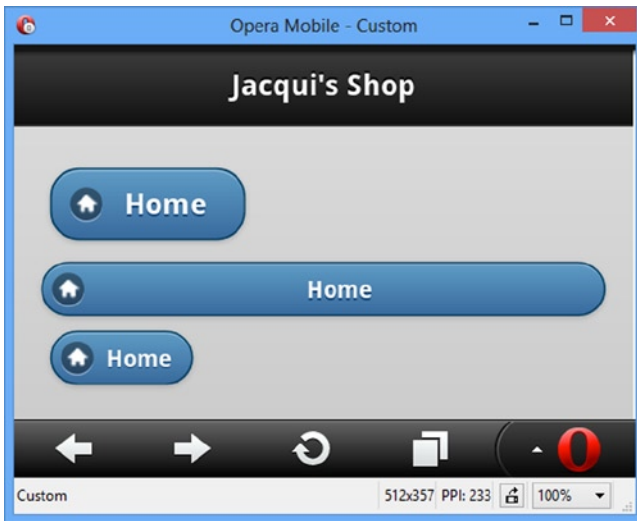 Opera Mobile - Custom
Jacqui's Shop
Home
Home
Home
Custom 512x357 PPI: 233 100%